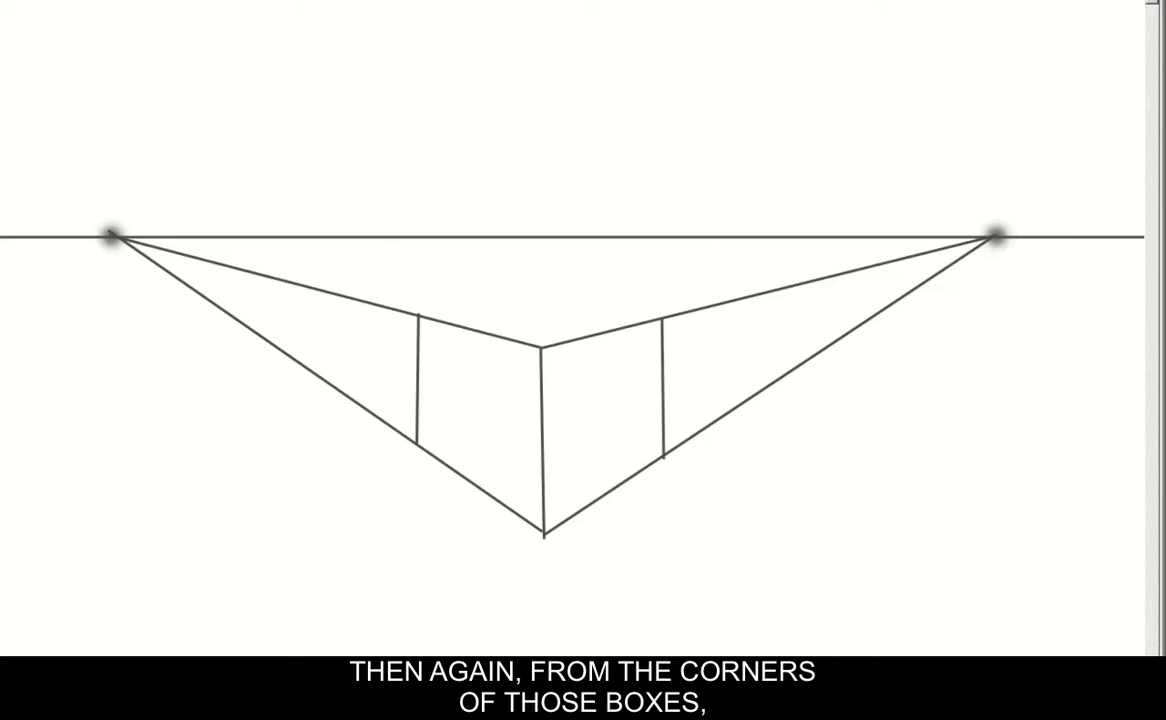 THEN AGAIN, FROM THE CORNERS
OF THOSE BOXES,